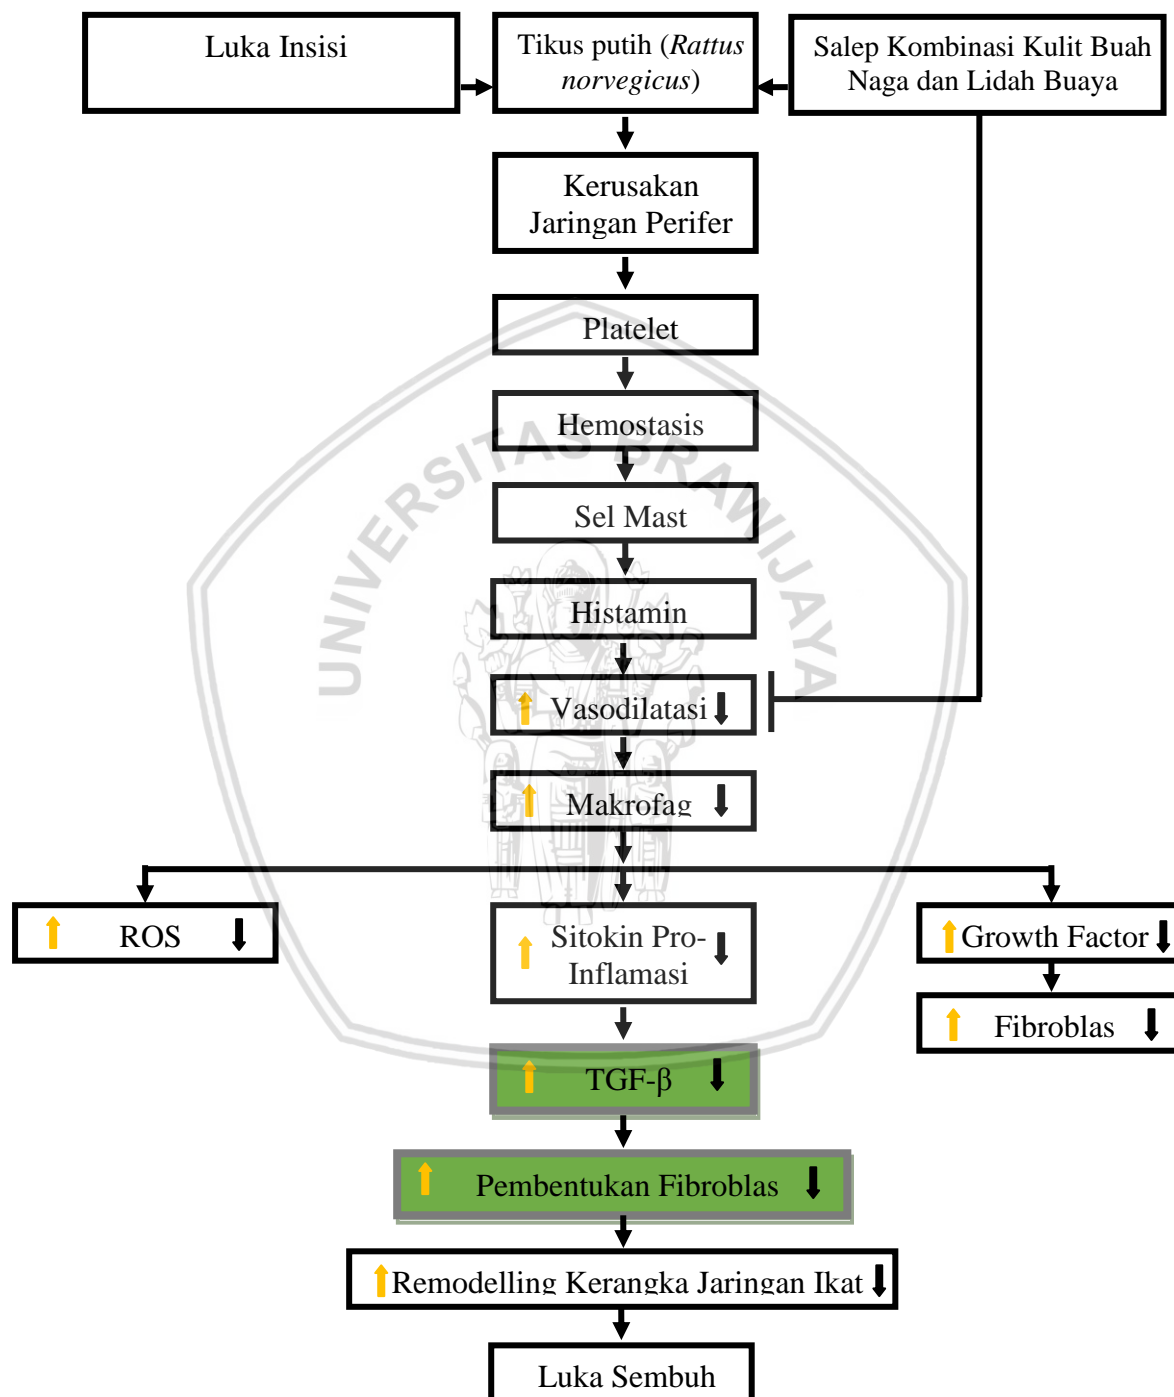 Luka Insisi
Tikus putih (Rattus
norvegicus)
Salep Kombinasi Kulit Buah
Naga dan Lidah Buaya
Kerusakan
Jaringan Perifer
Platelet
Hemostasis
UNIVERSITAS BRAWIJAYA
Sel Mast
Histamin
Vasodilatasi
Makrofag
ROS
Sitokin Pro-
Inflamasi
Growth Factor
Fibroblas
TGF-β
Pembentukan Fibroblas
Remodelling Kerangka Jaringan Ikat
Luka Sembuh